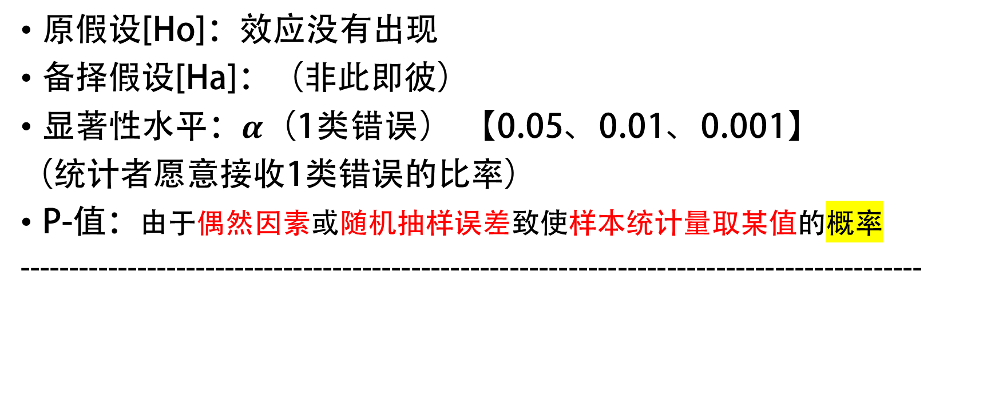 • 原假设[Ho]：效应没有出现
• 备择假设[Ha]：（非此即彼）
• 显著性水平：α（1类错误） 【0.05、0.01、0.001】
（统计者愿意接收1类错误的比率）
• P-值：由于偶然因素或随机抽样误差致使样本统计量取某值的概率
--------------------------------------------------------------------------------------------